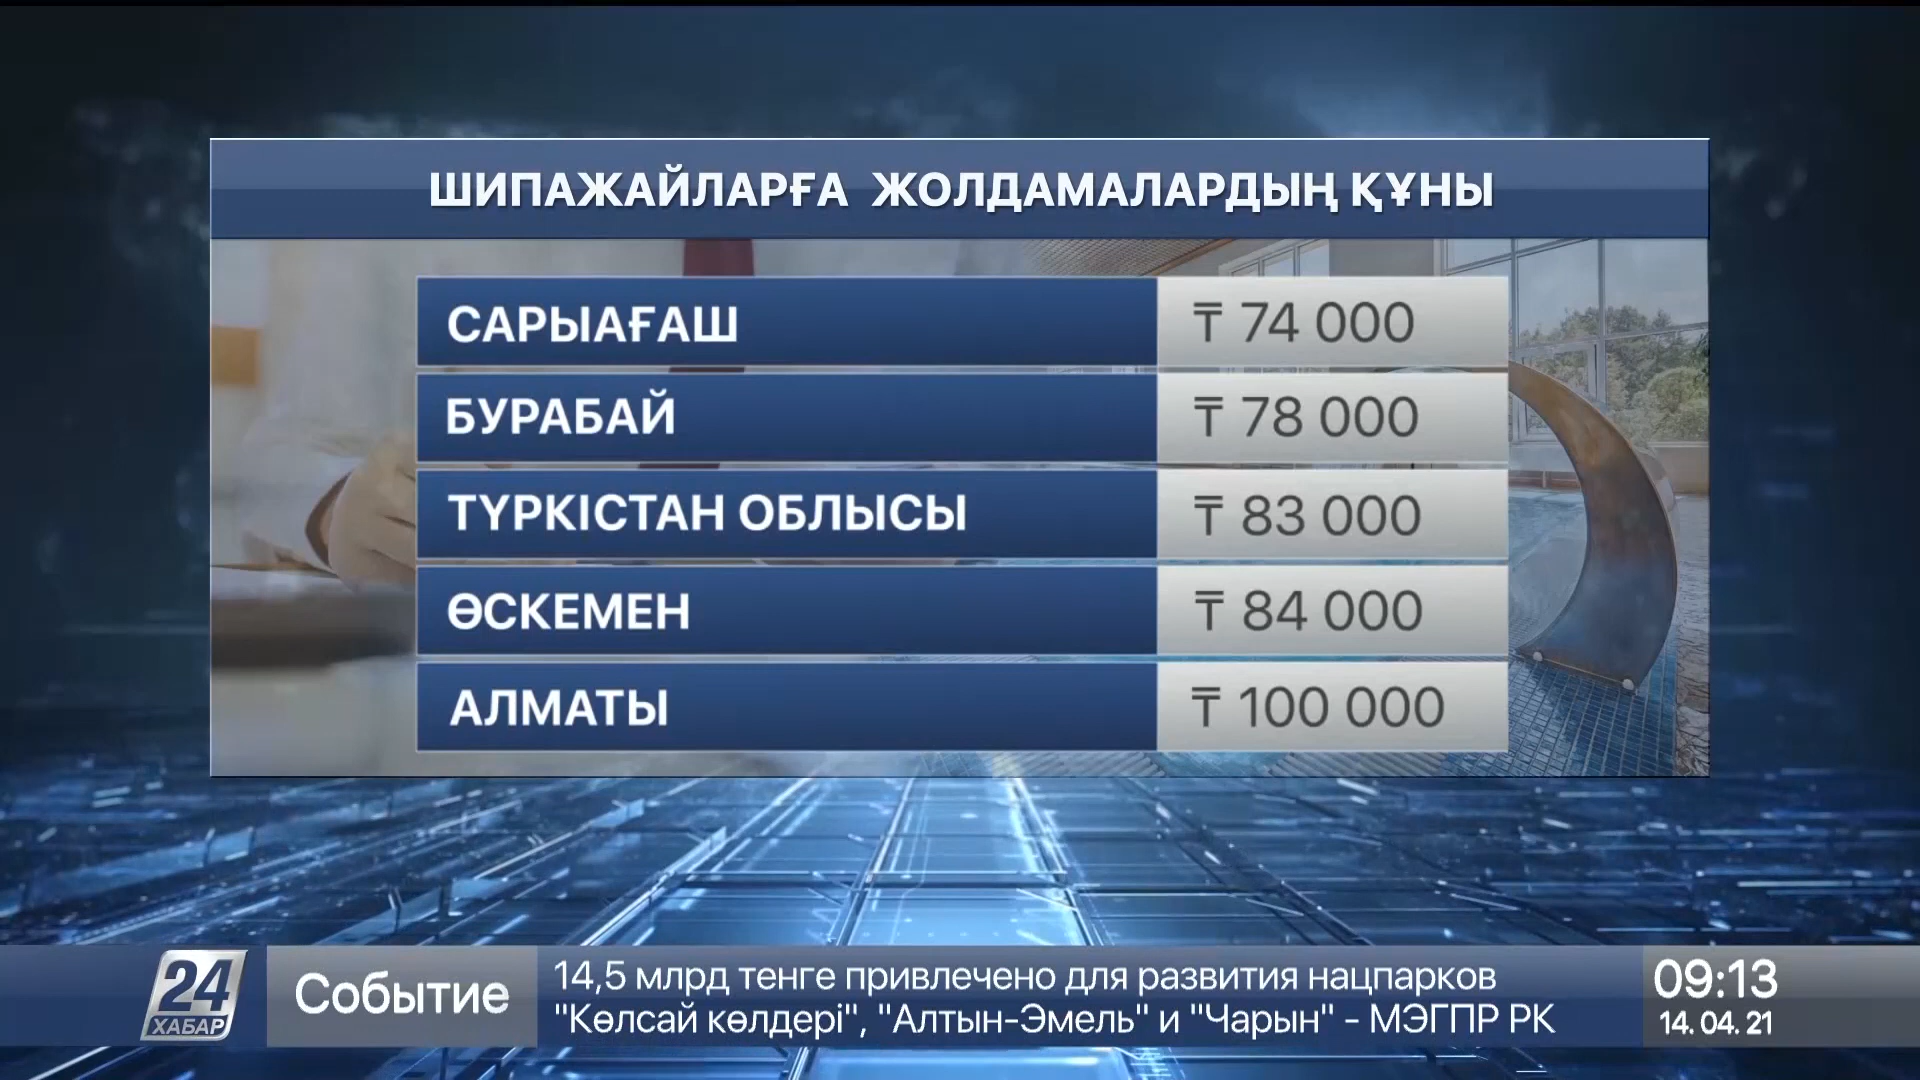 ШИПАЖАЙЛАРҒА ЖОЛДАМАЛАРДЫҢ ҚҰНЫ
САРЫАҒАШ ₸ 74 000
БУРАБАЙ ₸ 78 000
ТҮРКІСТАН ОБЛЫСЫ ₸ 83 000
ӨСКЕМЕН ₸ 84 000
АЛМАТЫ ₸ 100 000
24
ХАБАР
Событие
14,5 млрд тенге привлечено для развития нацпарков
"Көлсай көлдері", "Алтын-Эмель" и "Чарын" - МЭГПР РК
09:13
14. 04. 21